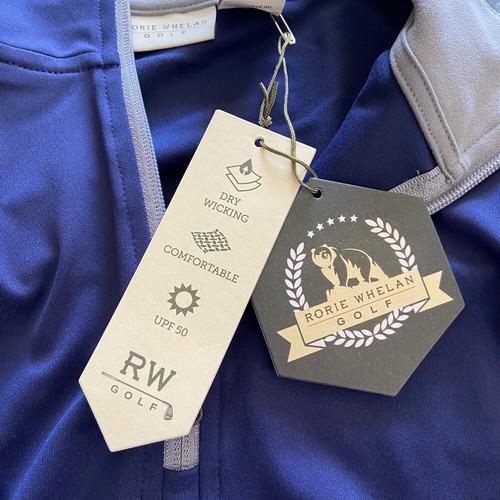 RORIE WHELAN
GOLF
DRY
WICKING
COMFORTABLE
UPF 50
RW
GOLF
RORIE WHELAN
GOLF